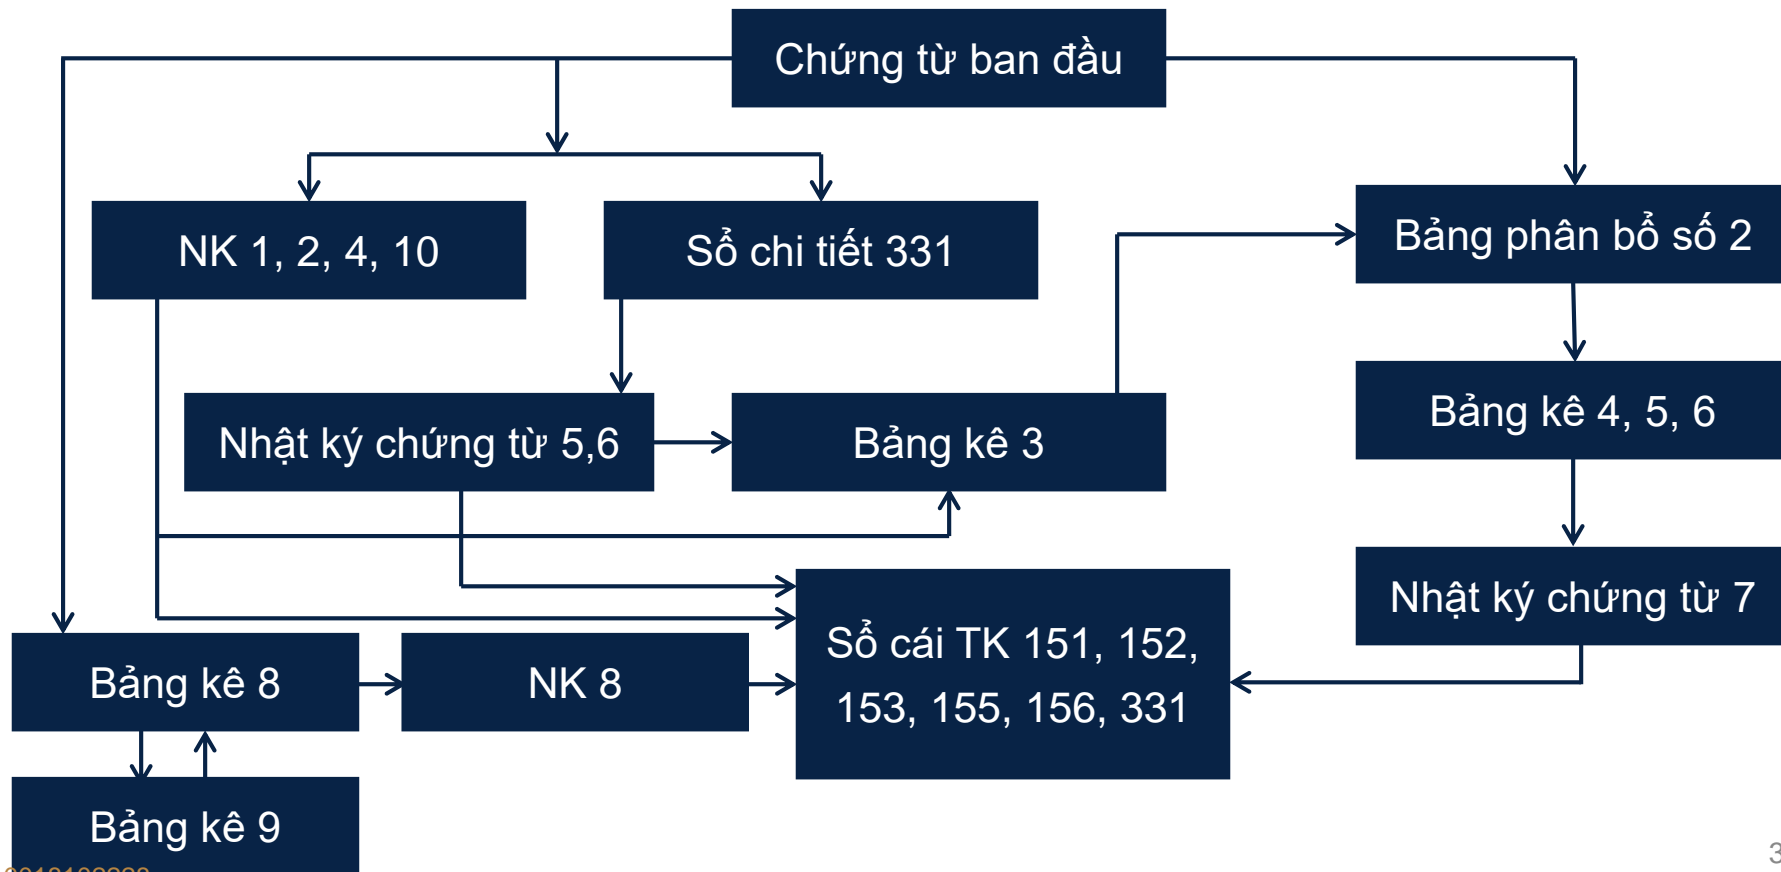 Chứng từ ban đầu
NK 1, 2, 4, 10
Sổ chi tiết 331
Bảng phân bổ số 2
Nhật ký chứng từ 5,6
Bảng kê 3
Bảng kê 4, 5, 6
Nhật ký chứng từ 7
Bảng kê 8
NK 8
Sổ cái TK 151, 152,
153, 155, 156, 331
Bảng kê 9
3